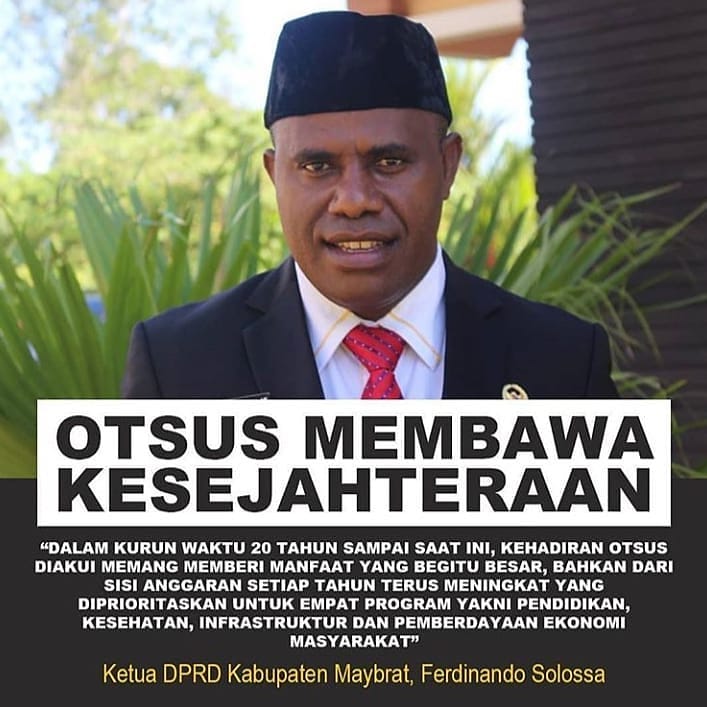 OTSUS MEMBAWA
KESEJAHTERAAN
“DALAM KURUN WAKTU 20 TAHUN SAMPAI SAAT INI, KEHADIRAN OTSUS
DIAKUI MEMANG MEMBERI MANFAAT YANG BEGITU BESAR, BAHKAN DARI
SISI ANGGARAN SETIAP TAHUN TERUS MENINGKAT YANG
DIPRIORITASKAN UNTUK EMPAT PROGRAM YAKNI PENDIDIKAN,
KESEHATAN, INFRASTRUKTUR DAN PEMBERDAYAAN EKONOMI
MASYARAKAT”
Ketua DPRD Kabupaten Maybrat, Ferdinando Solossa